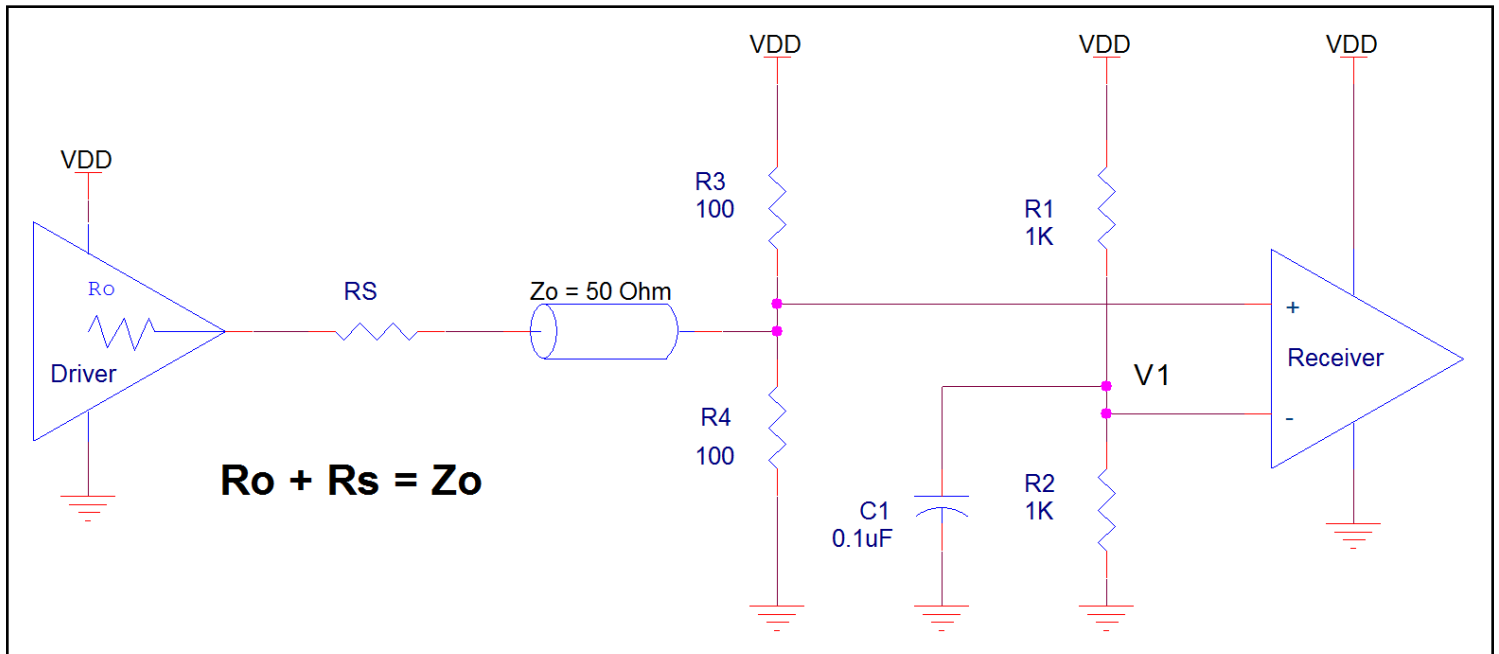 VDD
VDD
VDD
VDD
R3
100
R1
1K
Ro
RS
Zo = 50 Ohm
+
Driver
Receiver
V1
R4
100
-
Ro + Rs = Zo
R2
1K
C1
0.1uF